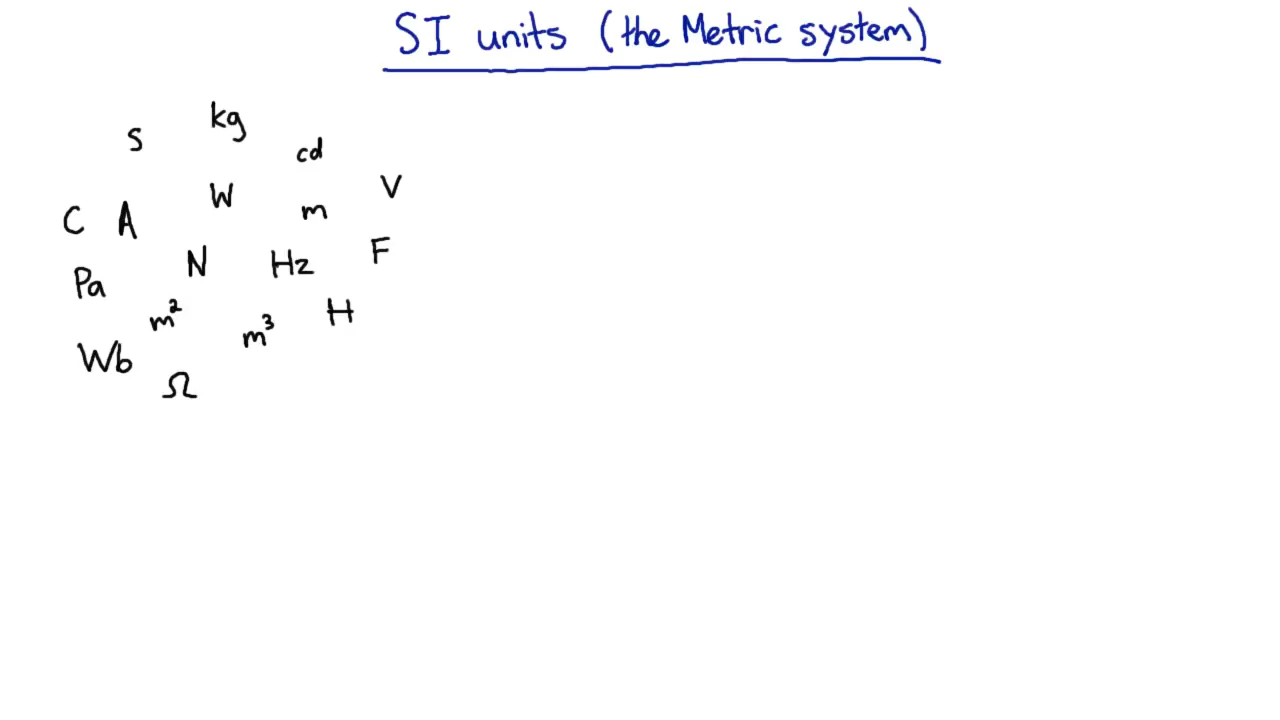 SI units (the Metric system)
s kg cd
C A W m V
Pa N Hz F
m² m³ H
Wb Ω